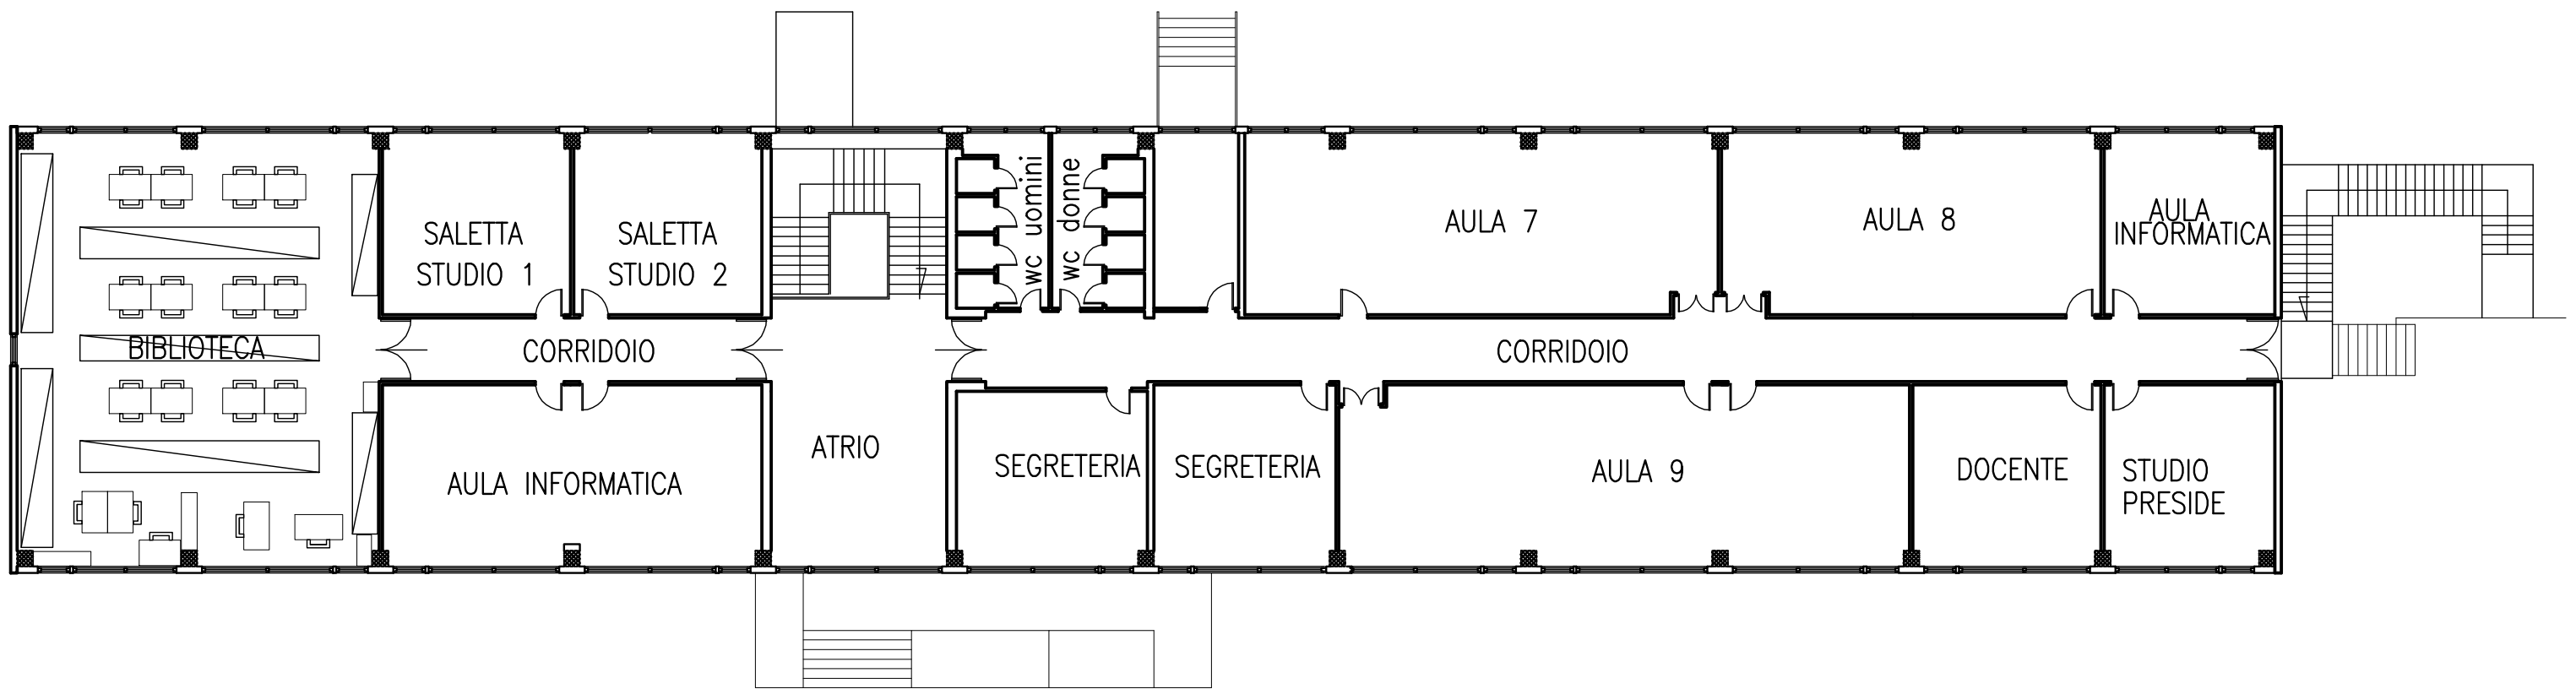 SALETTA
STUDIO 1
SALETTA
STUDIO 2
wc uomini
wc donne
AULA 7
AULA 8
AULA
INFORMATICA
BIBLIOTECA
CORRIDOIO
CORRIDOIO
AULA INFORMATICA
ATRIO
SEGRETERIA
SEGRETERIA
AULA 9
DOCENTE
STUDIO
PRESIDE